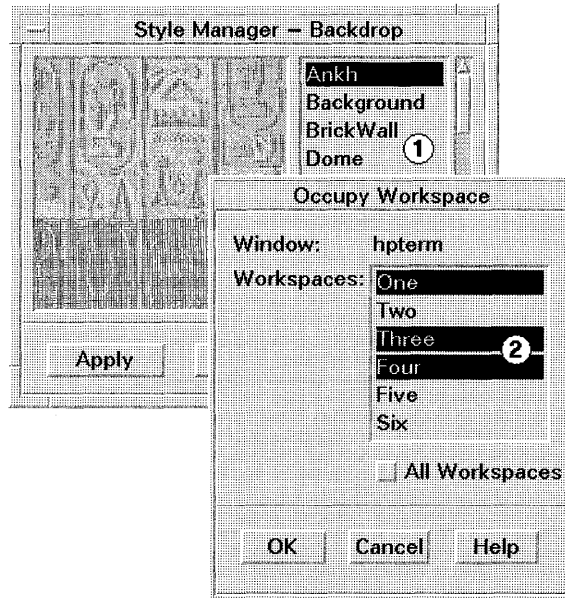 Style Manager – Backdrop
Ankh
Background
BrickWall
Dome
1
Apply
Occupy Workspace
Window: hpterm
Workspaces:
One
Two
Three
Four
Five
Six
2
All Workspaces
OK Cancel Help